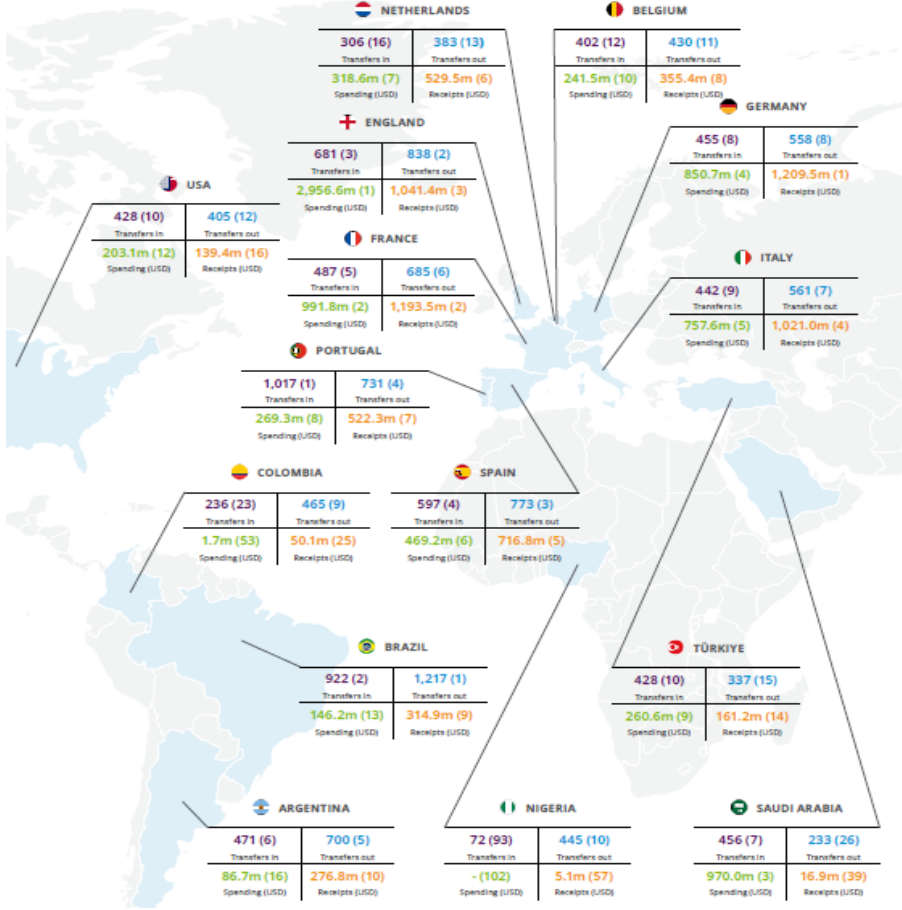 NETHERLANDS
306 (16) 383 (13)
Transfers in Transfers out
318.6m (7) 529.5m (6)
Spending (USD) Receipts (USD)
BELGIUM
402 (12) 430 (11)
Transfers in Transfers out
241.5m (10) 355.4m (8)
Spending (USD) Receipts (USD)
GERMANY
455 (8) 558 (8)
Transfers in Transfers out
850.7m (4) 1,209.5m (1)
Spending (USD) Receipts (USD)
ENGLAND
681 (3) 838 (2)
Transfers in Transfers out
2,956.6m (1) 1,041.4m (3)
Spending (USD) Receipts (USD)
USA
428 (10) 405 (12)
Transfers in Transfers out
203.1m (12) 139.4m (16)
Spending (USD) Receipts (USD)
FRANCE
487 (5) 685 (6)
Transfers in Transfers out
991.8m (2) 1,193.5m (2)
Spending (USD) Receipts (USD)
ITALY
442 (9) 561 (7)
Transfers in Transfers out
757.6m (5) 1,021.0m (4)
Spending (USD) Receipts (USD)
PORTUGAL
1,017 (1) 731 (4)
Transfers in Transfers out
269.3m (8) 522.3m (7)
Spending (USD) Receipts (USD)
COLOMBIA
236 (23) 465 (9)
Transfers in Transfers out
1.7m (53) 50.1m (25)
Spending (USD) Receipts (USD)
SPAIN
597 (4) 773 (3)
Transfers in Transfers out
469.2m (6) 716.8m (5)
Spending (USD) Receipts (USD)
BRAZIL
922 (2) 1,217 (1)
Transfers in Transfers out
146.2m (13) 314.9m (9)
Spending (USD) Receipts (USD)
TÜRKIYE
428 (10) 337 (15)
Transfers in Transfers out
260.6m (9) 161.2m (14)
Spending (USD) Receipts (USD)
ARGENTINA
471 (6) 700 (5)
Transfers in Transfers out
86.7m (16) 276.8m (10)
Spending (USD) Receipts (USD)
NIGERIA
72 (93) 445 (10)
Transfers in Transfers out
- (102) 5.1m (57)
Spending (USD) Receipts (USD)
SAUDI ARABIA
456 (7) 233 (26)
Transfers in Transfers out
970.0m (3) 16.9m (39)
Spending (USD) Receipts (USD)